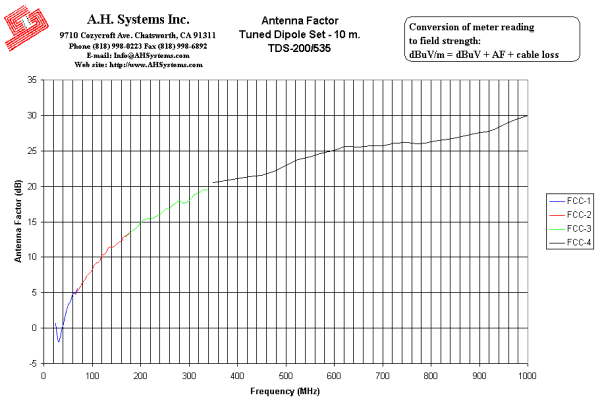 A.H. Systems Inc.
9710 Cozycroft Ave. Chatsworth, CA 91311
Phone (818) 998-0223 Fax (818) 998-6892
E-mail: Info@AHSystems.com
Web site: http://www.AHSystems.com
Antenna Factor
Tuned Dipole Set - 10 m.
TDS-200/535
Conversion of meter reading
to field strength:
dBuV/m = dBuV + AF + cable loss
Antenna Factor (dB)
35
30
25
20
15
10
5
0
-5
0 100 200 300 400 500 600 700 800 900 1000
Frequency (MHz)
FCC-1
FCC-2
FCC-3
FCC-4